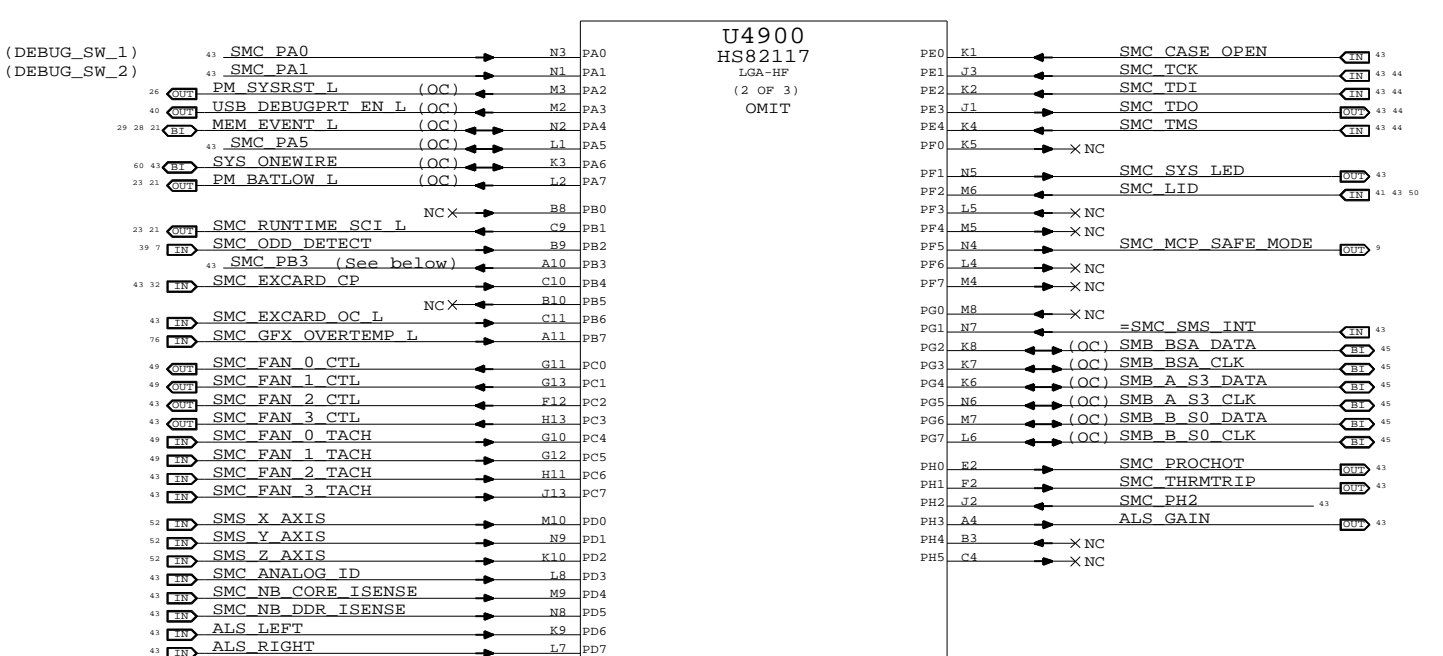 U4900
HS82117
LGA-HF
(2 OF 3)
OMIT
(DEBUG_SW_1) 43 SMC_PA0 N3 PA0
(DEBUG_SW_2) 43 SMC_PA1 N1 PA1
26 OUT PM_SYSRST_L (OC) M3 PA2
40 OUT USB_DEBUGPRT_EN_L (OC) M2 PA3
29 28 21 BI MEM_EVENT_L (OC) N2 PA4
43 SMC_PA5 (OC) L1 PA5
60 43 BI SYS_ONEWIRE (OC) K3 PA6
23 21 OUT PM_BATLOW_L (OC) L2 PA7
NC B8 PB0
23 21 OUT SMC_RUNTIME_SCI_L C9 PB1
39 7 IN SMC_ODD_DETECT B9 PB2
43 SMC_PB3 (See below) A10 PB3
43 32 IN SMC_EXCARD_CP C10 PB4
NC B10 PB5
43 IN SMC_EXCARD_OC_L C11 PB6
76 IN SMC_GFX_OVERTEMP_L A11 PB7
49 OUT SMC_FAN_0_CTL G11 PC0
49 OUT SMC_FAN_1_CTL G13 PC1
43 OUT SMC_FAN_2_CTL F12 PC2
43 OUT SMC_FAN_3_CTL H13 PC3
49 IN SMC_FAN_0_TACH G10 PC4
49 IN SMC_FAN_1_TACH G12 PC5
43 IN SMC_FAN_2_TACH H11 PC6
43 IN SMC_FAN_3_TACH J13 PC7
52 IN SMS_X_AXIS M10 PD0
52 IN SMS_Y_AXIS N9 PD1
52 IN SMS_Z_AXIS K10 PD2
43 IN SMC_ANALOG_ID L8 PD3
43 IN SMC_NB_CORE_ISENSE M9 PD4
43 IN SMC_NB_DDR_ISENSE N8 PD5
43 IN ALS_LEFT K9 PD6
43 IN ALS_RIGHT L7 PD7
PE0 K1 SMC_CASE_OPEN IN 43
PE1 J3 SMC_TCK IN 43 44
PE2 K2 SMC_TDI IN 43 44
PE3 J1 SMC_TDO OUT 43 44
PE4 K4 SMC_TMS IN 43 44
PF0 K5 NC
PF1 N5 SMC_SYS_LED OUT 43
PF2 M6 SMC_LID IN 41 43 50
PF3 L5 NC
PF4 M5 NC
PF5 N4 SMC_MCP_SAFE_MODE OUT 9
PF6 L4 NC
PF7 M4 NC
PG0 M8 NC
PG1 N7 =SMC_SMS_INT IN 43
PG2 K8 (OC) SMB_BSA_DATA BI 45
PG3 K7 (OC) SMB_BSA_CLK BI 45
PG4 K6 (OC) SMB_A_S3_DATA BI 45
PG5 N6 (OC) SMB_A_S3_CLK BI 45
PG6 M7 (OC) SMB_B_S0_DATA BI 45
PG7 L6 (OC) SMB_B_S0_CLK BI 45
PH0 E2 SMC_PROCHOT OUT 43
PH1 F2 SMC_THRMTRIP OUT 43
PH2 J2 SMC_PH2 43
PH3 A4 ALS_GAIN OUT 43
PH4 B3 NC
PH5 C4 NC